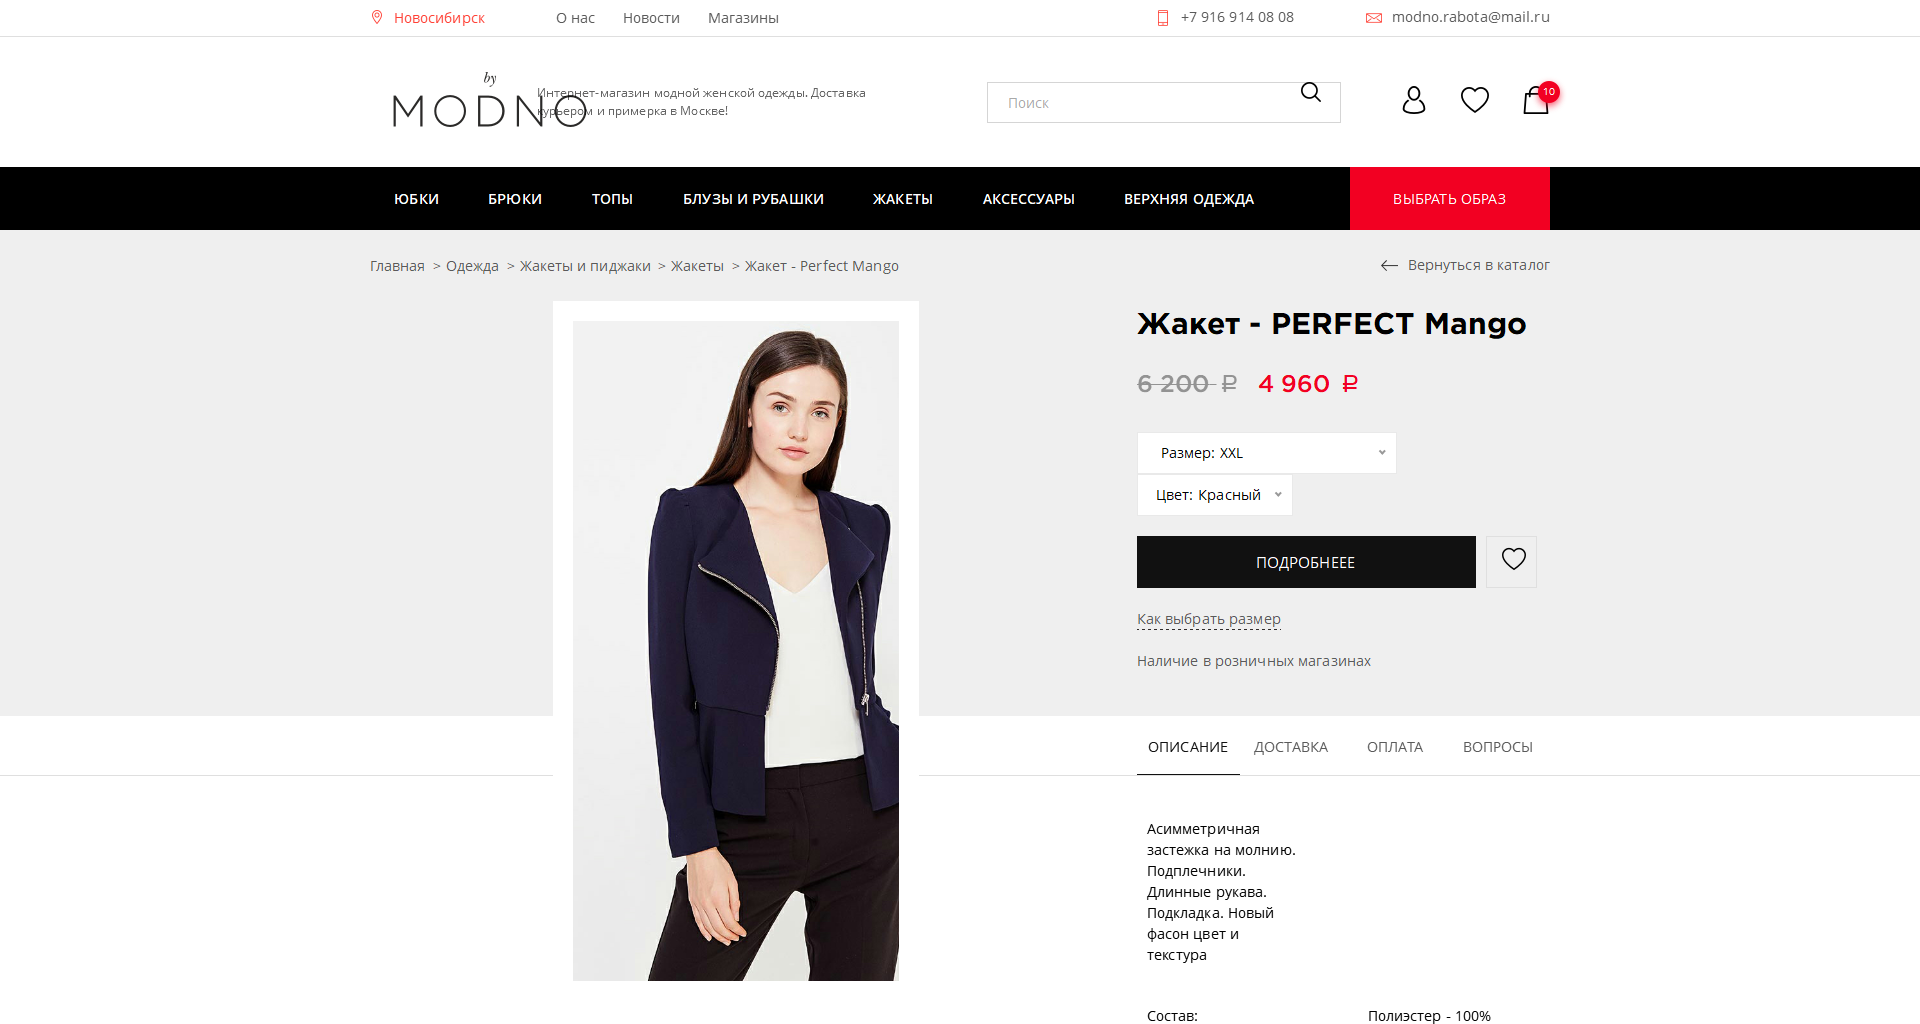 Новосибирск
О нас
Новости
Магазины
+7 916 914 08 08
modno.rabota@mail.ru
by
MODNO
Интернет-магазин модной женской одежды. Доставка
курьером и примерка в Москве!
Поиск
10
ЮБКИ
БРЮКИ
ТОПЫ
БЛУЗЫ И РУБАШКИ
ЖАКЕТЫ
АКСЕССУАРЫ
ВЕРХНЯЯ ОДЕЖДА
ВЫБРАТЬ ОБРАЗ
Главная > Одежда > Жакеты и пиджаки > Жакеты > Жакет - Perfect Mango
Вернуться в каталог
Жакет - PERFECT Mango
6 200 ₽ 4 960 ₽
Размер: XXL
Цвет: Красный
ПОДРОБНЕЕЕ
Как выбрать размер
Наличие в розничных магазинах
ОПИСАНИЕ
ДОСТАВКА
ОПЛАТА
ВОПРОСЫ
Асимметричная
застежка на молнию.
Подплечники.
Длинные рукава.
Подкладка. Новый
фасон цвет и
текстура
Состав:
Полиэстер - 100%